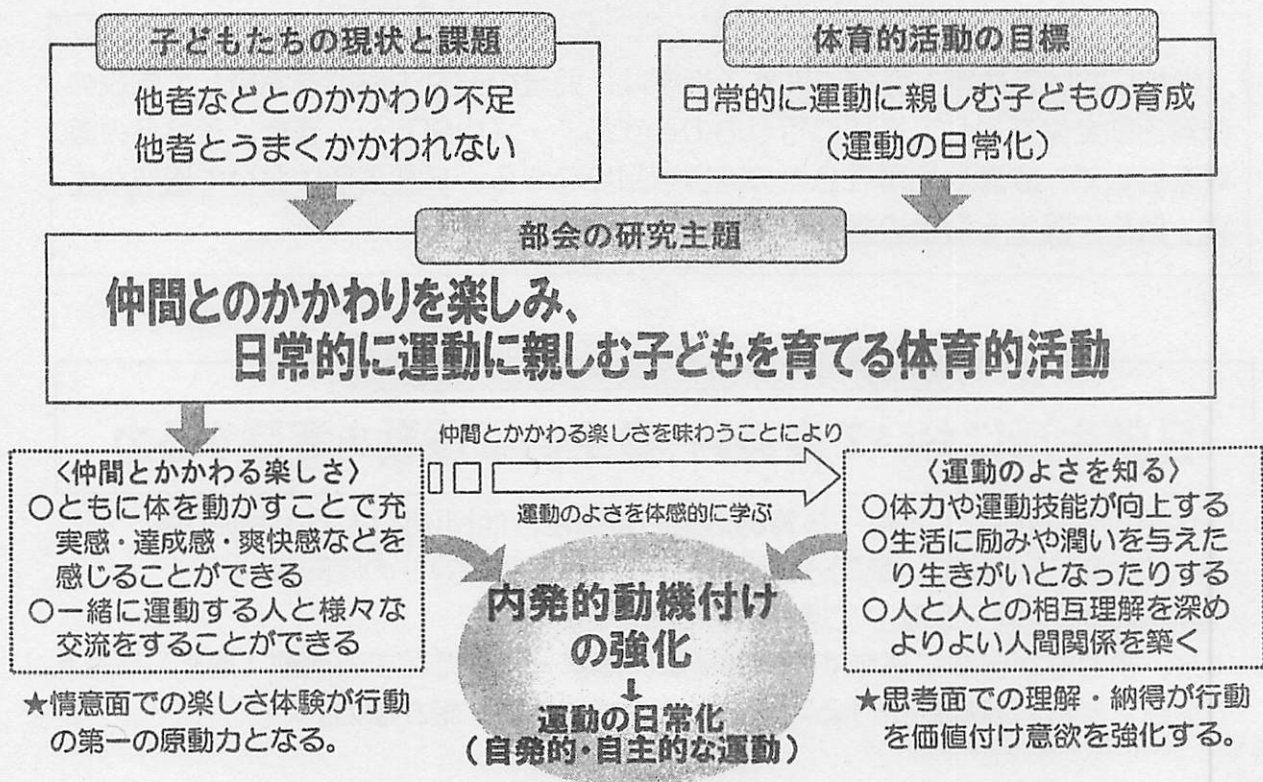 子どもたちの現状と課題
他者などとのかかわり不足
他者とうまくかかわれない
体育的活動の目標
日常的に運動に親しむ子どもの育成
（運動の日常化）
部会の研究主題
仲間とのかかわりを楽しみ、
日常的に運動に親しむ子どもを育てる体育的活動
仲間とかかわる楽しさを味わうことにより
運動のよさを体感的に学ぶ
〈仲間とかかわる楽しさ〉
○ともに体を動かすことで充
実感・達成感・爽快感などを
感じることができる
○一緒に運動する人と様々な
交流をすることができる
★情意面での楽しさ体験が行動
の第一の原動力となる。
内発的動機付け
の強化
↓
運動の日常化
（自発的・自主的な運動）
〈運動のよさを知る〉
○体力や運動技能が向上する
○生活に励みや潤いを与えた
り生きがいとなったりする
○人と人との相互理解を深め
よりよい人間関係を築く
★思考面での理解・納得が行動
を価値付け意欲を強化する。